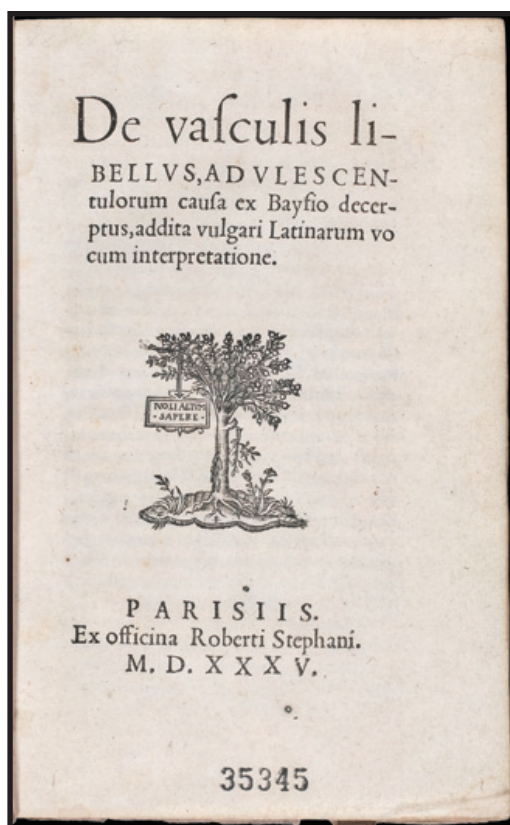 De vaſculis li-
BELLVS,ADVLESCEN-
tulorum cauſa ex Bayfio decer-
ptus,addita vulgari Latinarum vo
cum interpretatione.
NOLI ALTVM
·SAPERE·
PARISIIS.
Ex officina Roberti Stephani.
M. D. XXXV.
35345